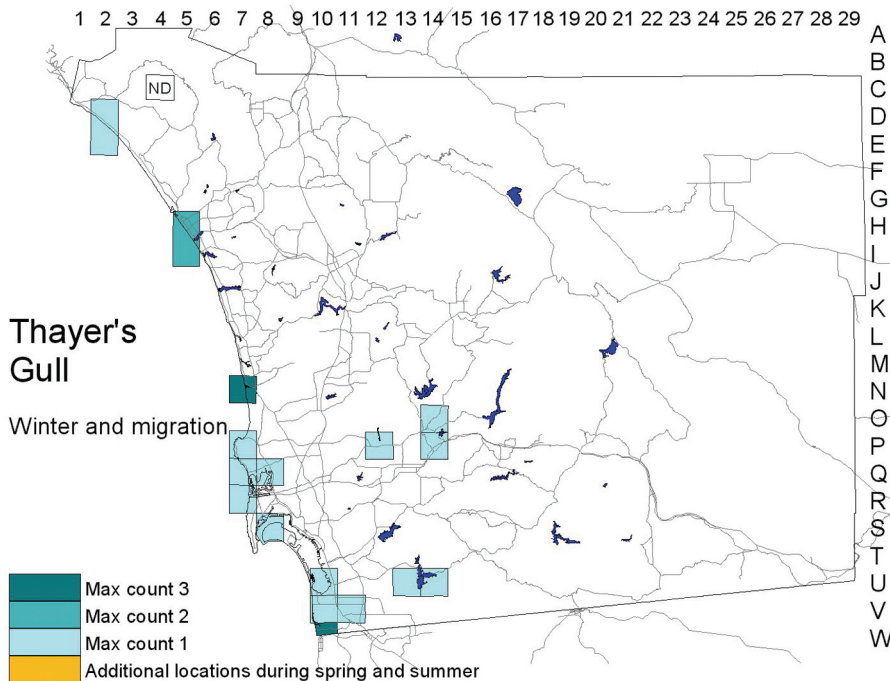 1 2 3 4 5 6 7 8 9 10 11 12 13 14 15 16 17 18 19 20 21 22 23 24 25 26 27 28 29
A
B
C
D
E
F
G
H
I
J
K
L
M
N
O
P
Q
R
S
T
U
V
W
ND
Thayer's
Gull
Winter and migration
Max count 3
Max count 2
Max count 1
Additional locations during spring and summer